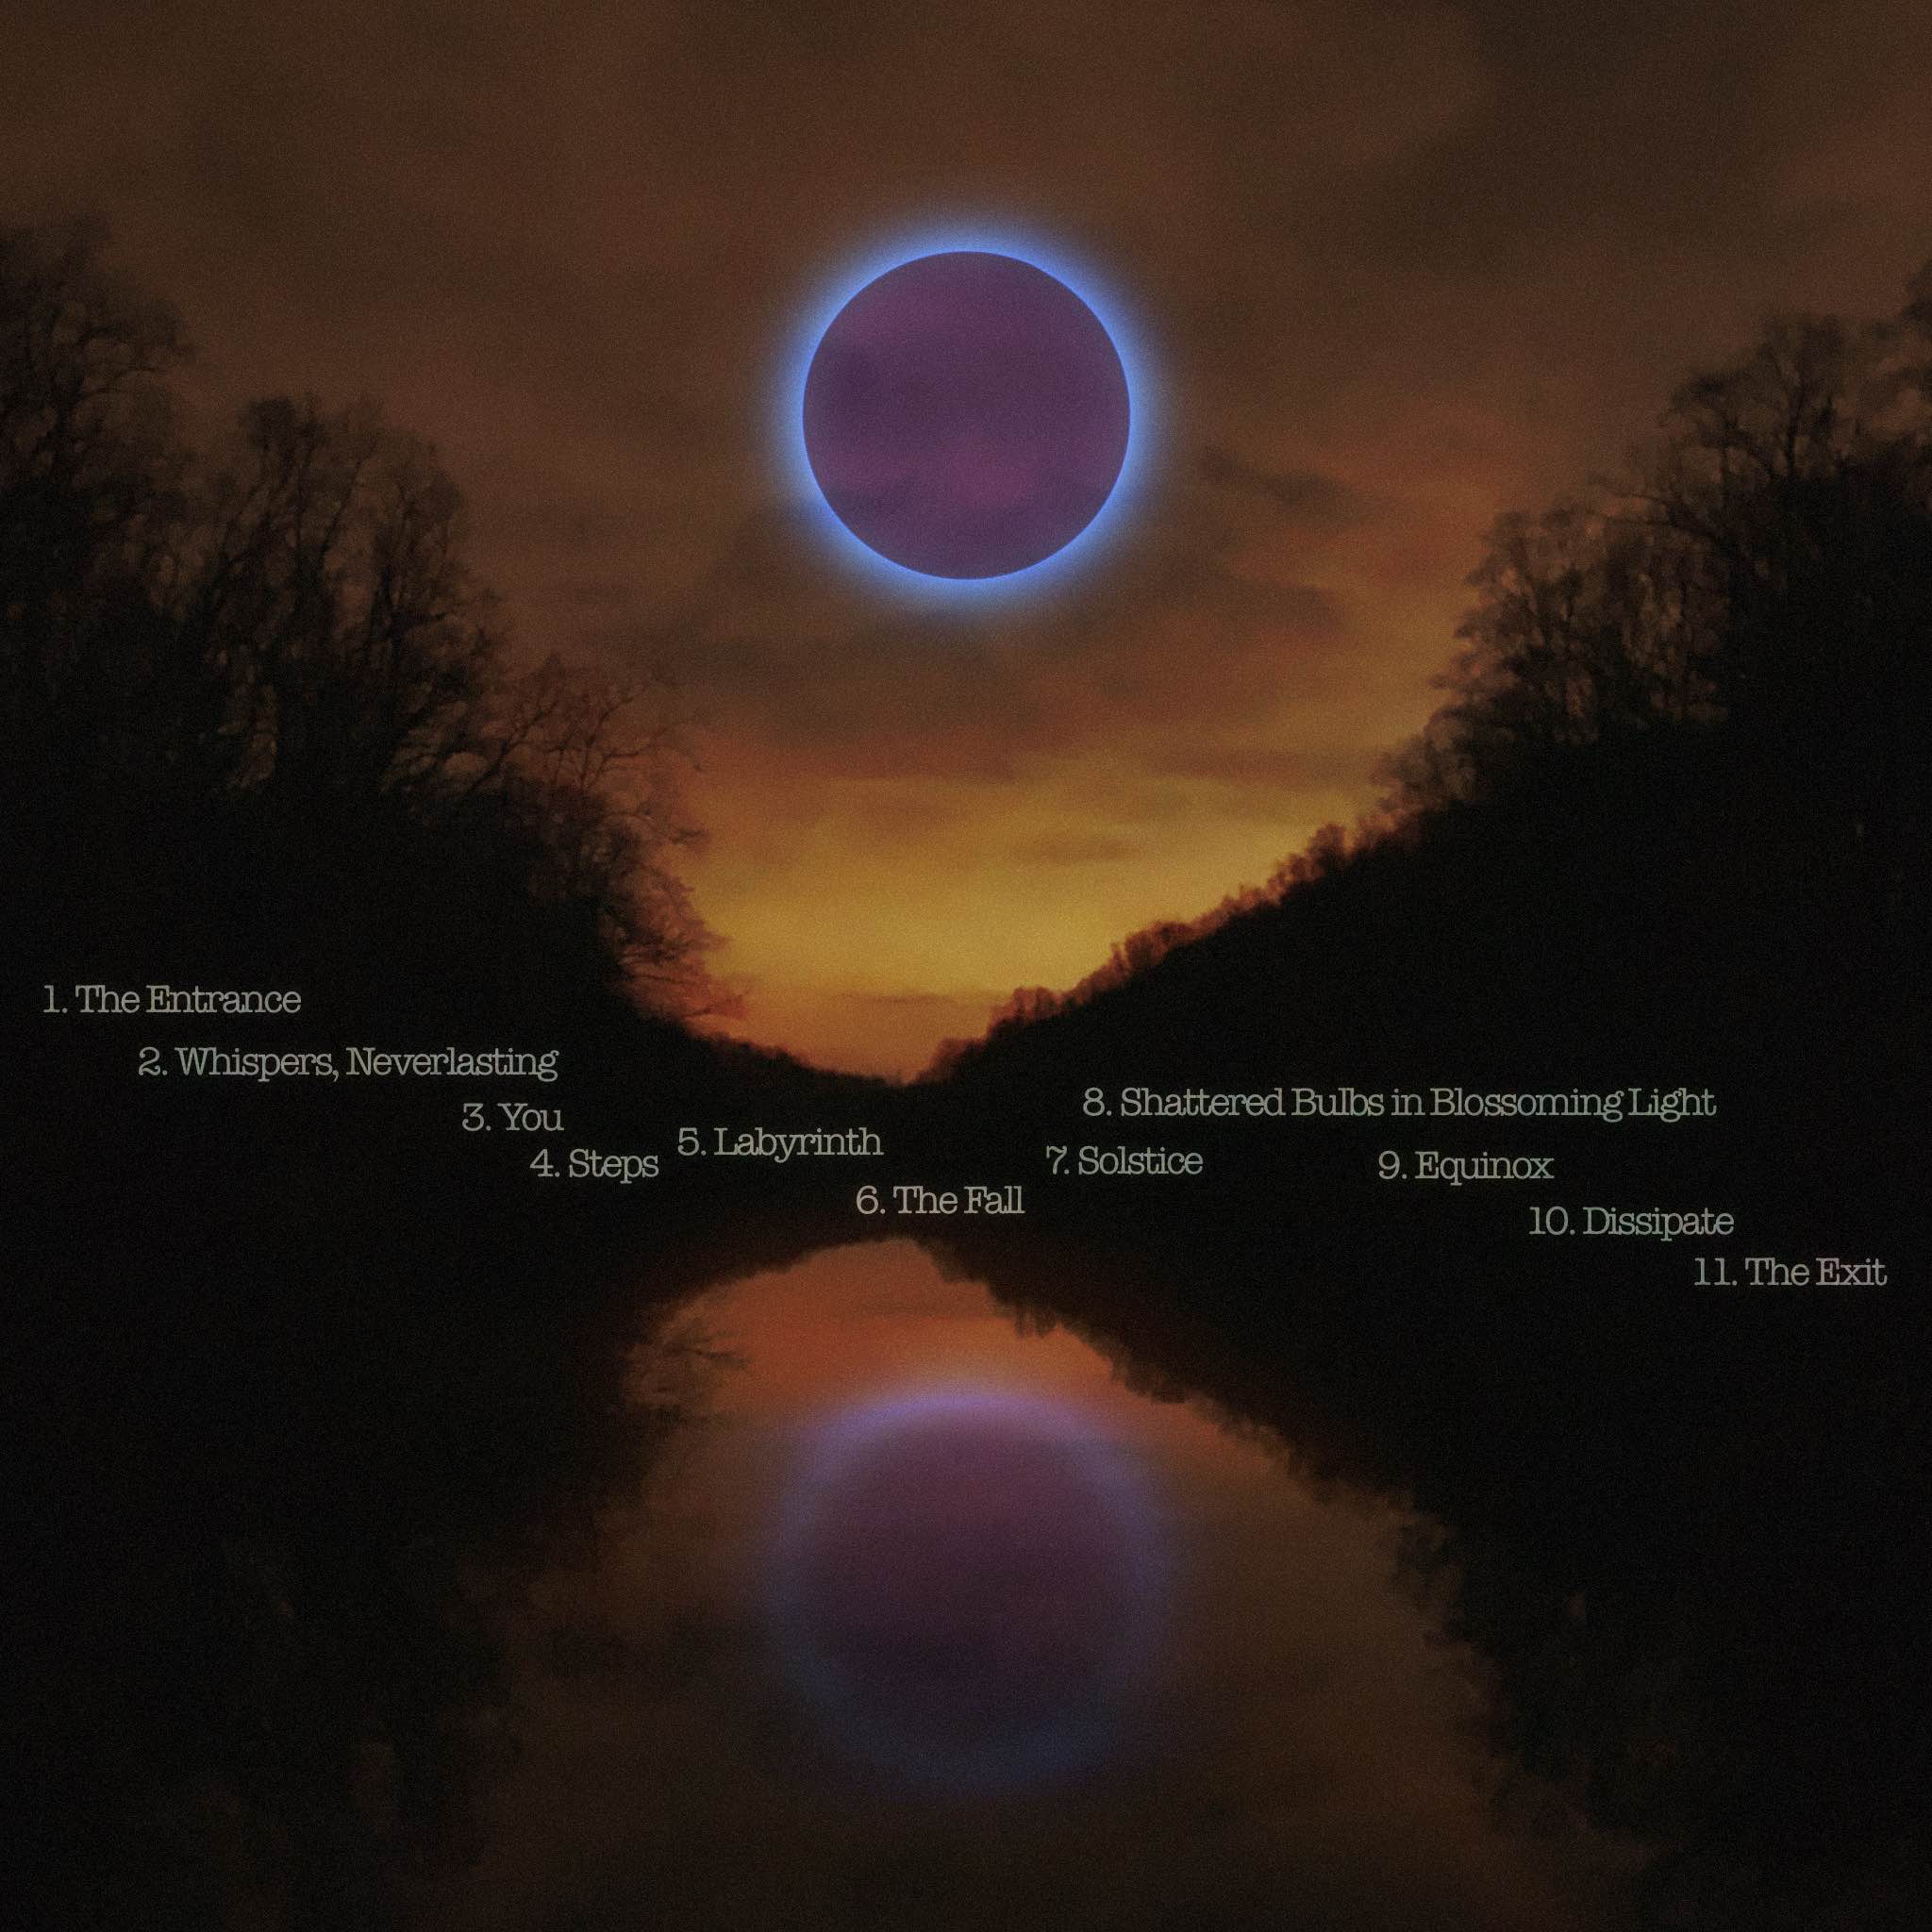 1. The Entrance
2. Whispers, Neverlasting
3. You
4. Steps
5. Labyrinth
6. The Fall
7. Solstice
8. Shattered Bulbs in Blossoming Light
9. Equinox
10. Dissipate
11. The Exit